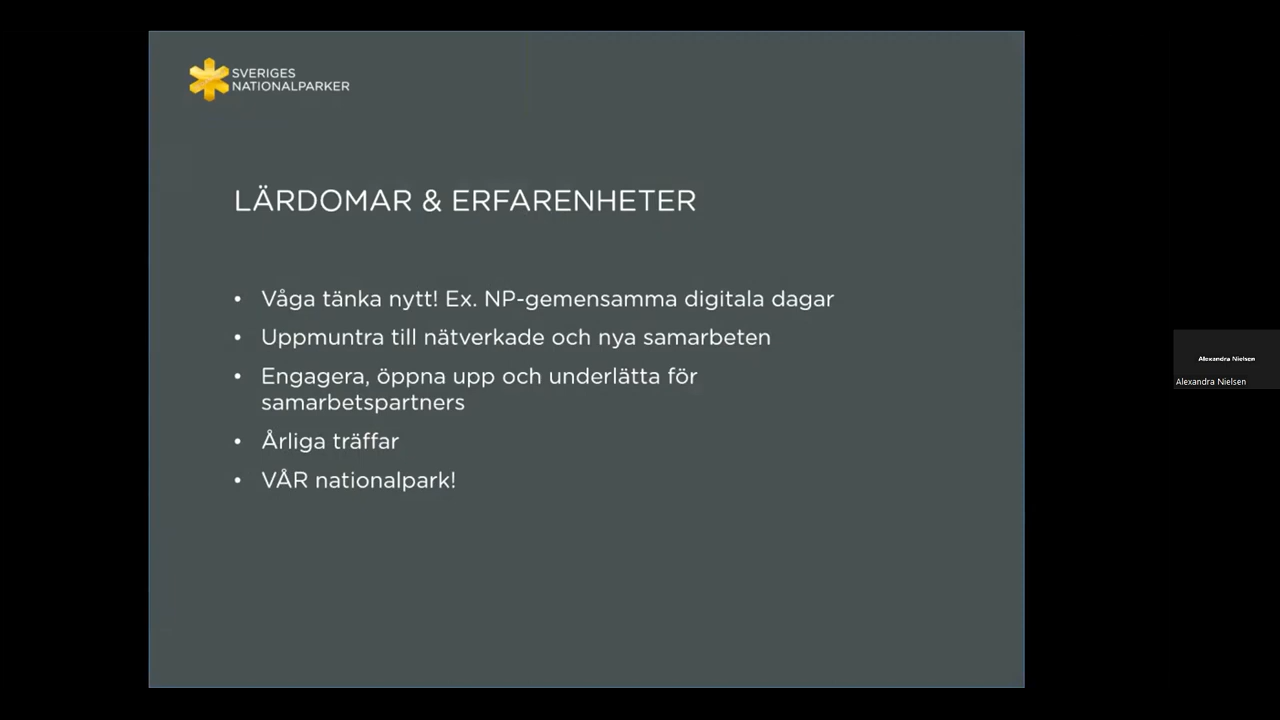 SVERIGES
NATIONALPARKER
LÄRDOMAR & ERFARENHETER
• Våga tänka nytt! Ex. NP-gemensamma digitala dagar
• Uppmuntra till nätverkade och nya samarbeten
• Engagera, öppna upp och underlätta för
samarbetspartners
• Årliga träffar
• VÅR nationalpark!
Alexandra Nielsen
Alexandra Nielsen